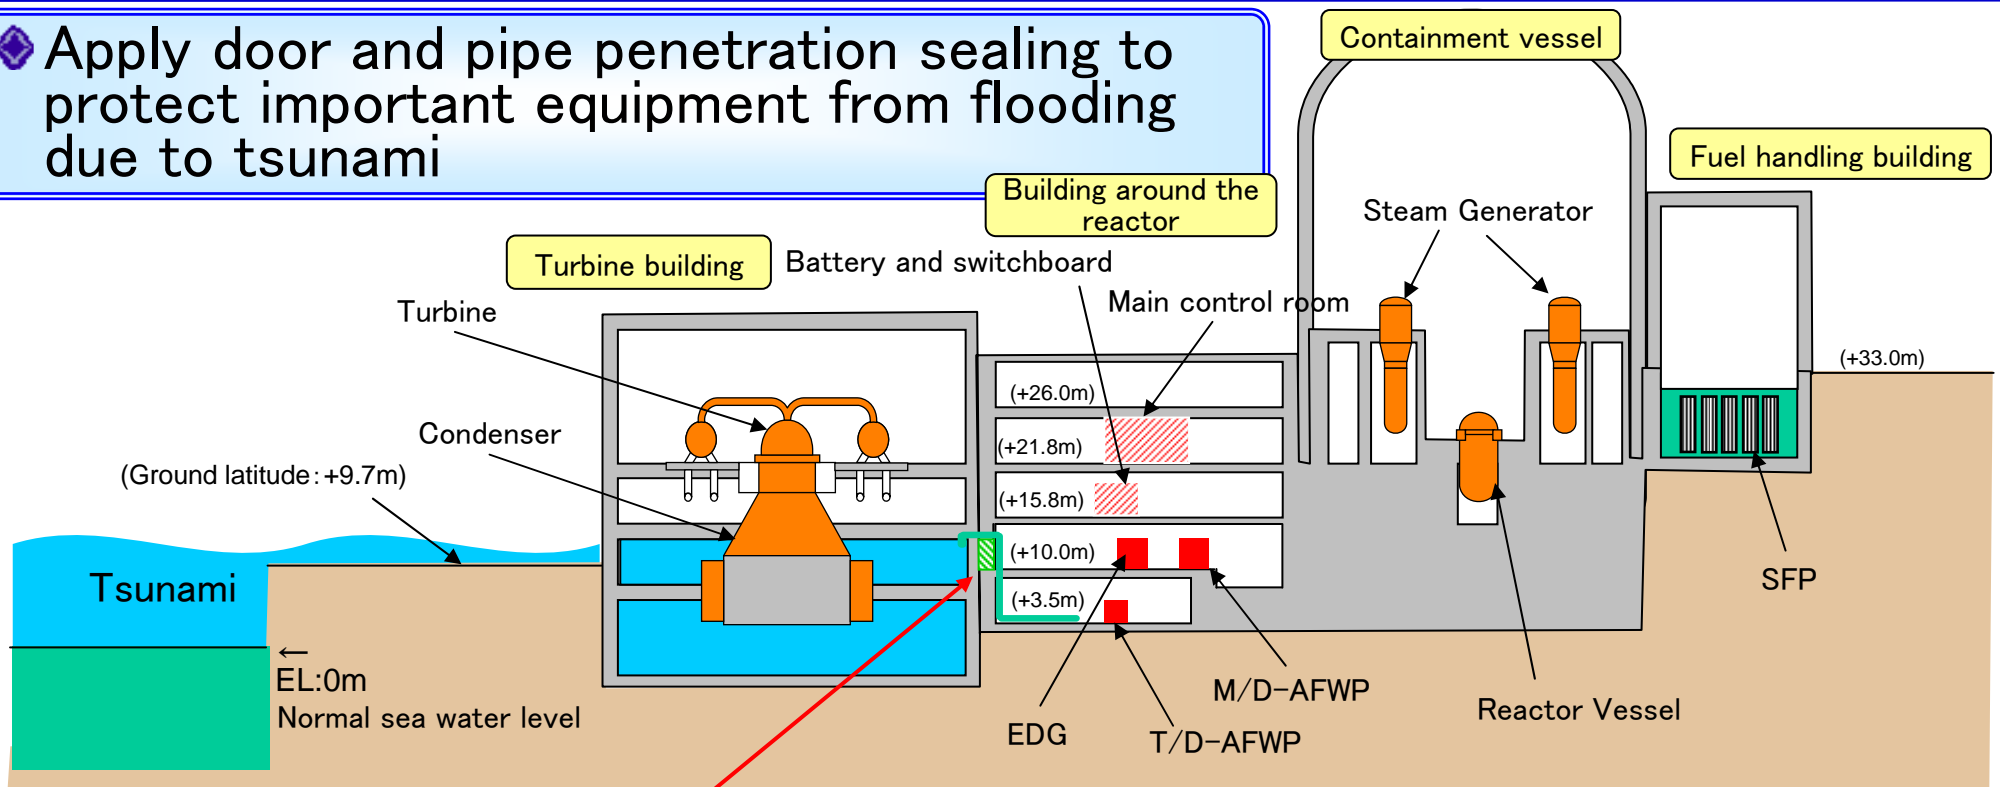 Apply door and pipe penetration sealing to
protect important equipment from flooding
due to tsunami
Containment vessel
Fuel handling building
Building around the
reactor
Steam Generator
Turbine building
Battery and switchboard
Main control room
Turbine
(+33.0m)
(+26.0m)
Condenser
(+21.8m)
(Ground latitude:+9.7m)
(+15.8m)
(+10.0m)
Tsunami
SFP
(+3.5m)
←
EL:0m
Normal sea water level
M/D-AFWP
Reactor Vessel
EDG
T/D-AFWP